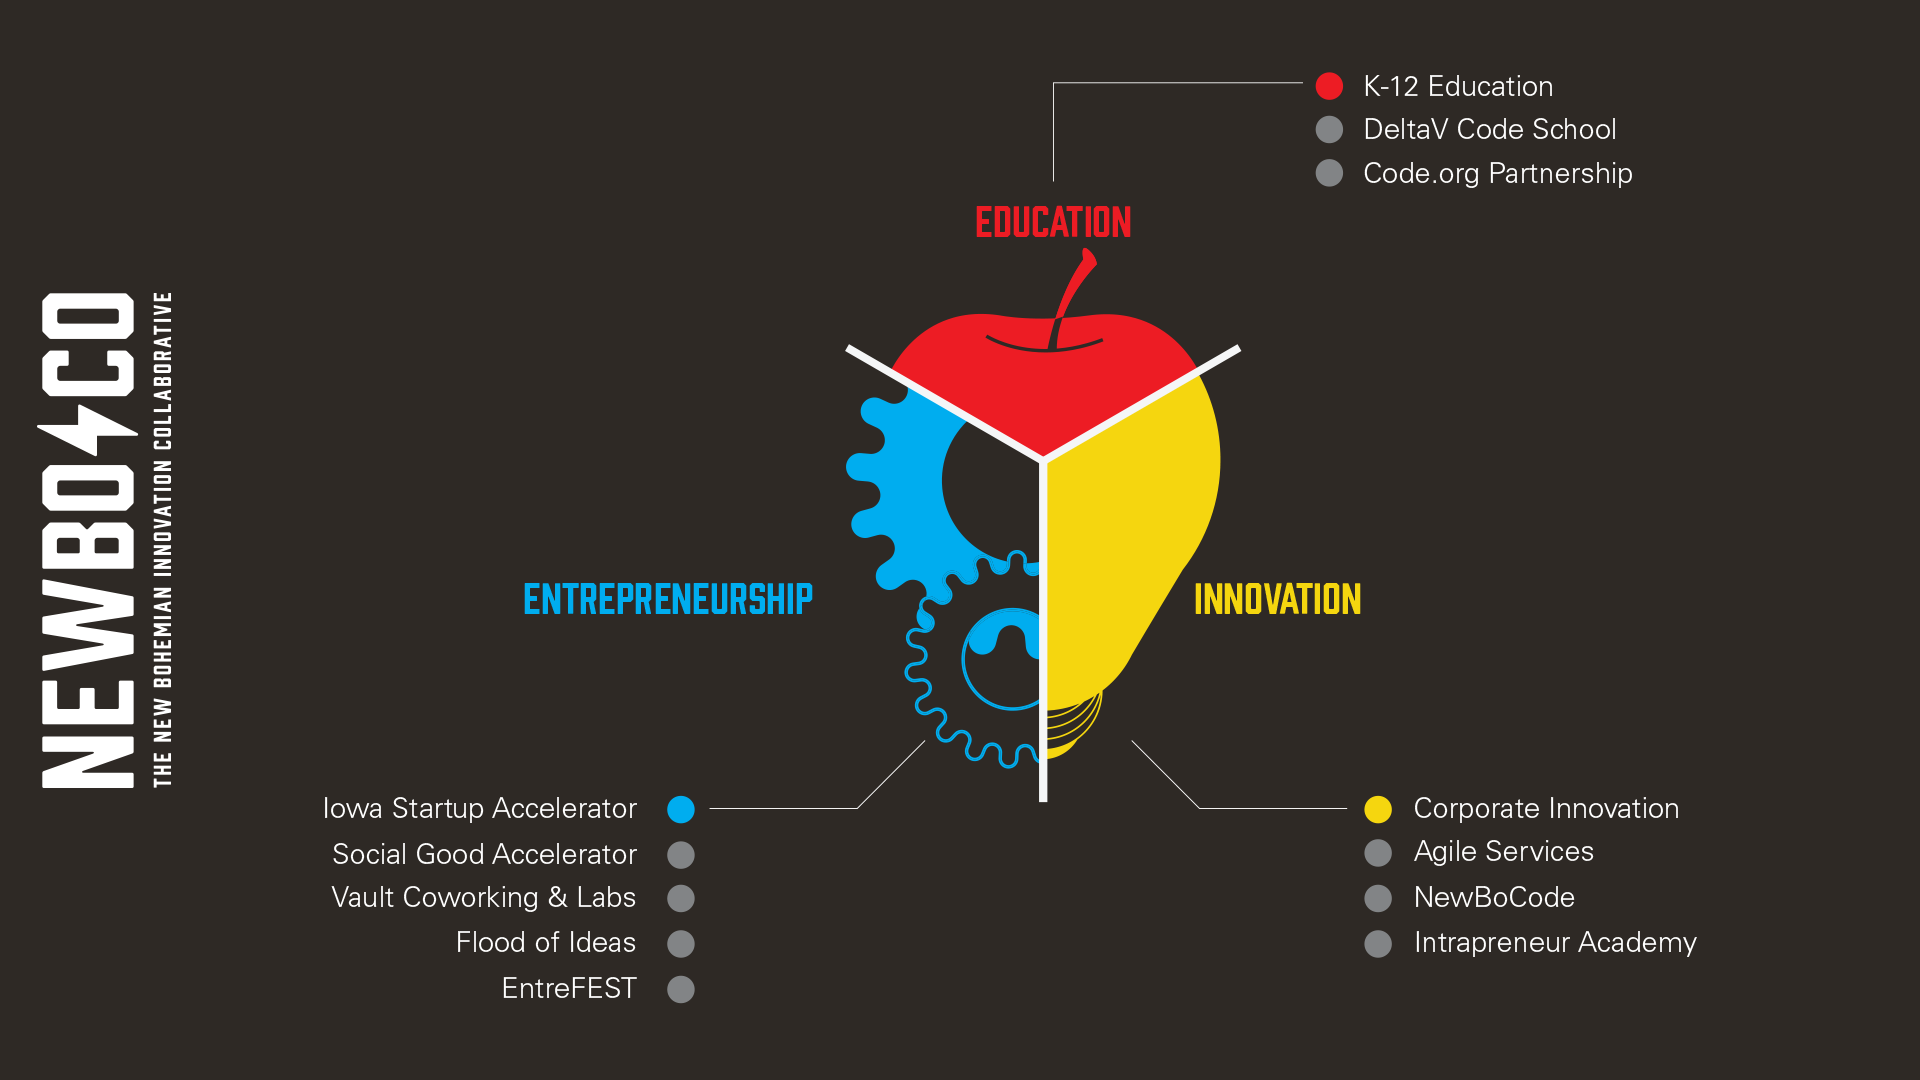 NEWBOCO
THE NEW BOHEMIAN INNOVATION COLLABORATIVE
K-12 Education
DeltaV Code School
Code.org Partnership
EDUCATION
ENTREPRENEURSHIP
INNOVATION
Iowa Startup Accelerator
Social Good Accelerator
Vault Coworking & Labs
Flood of Ideas
EntreFEST
Corporate Innovation
Agile Services
NewBoCode
Intrapreneur Academy